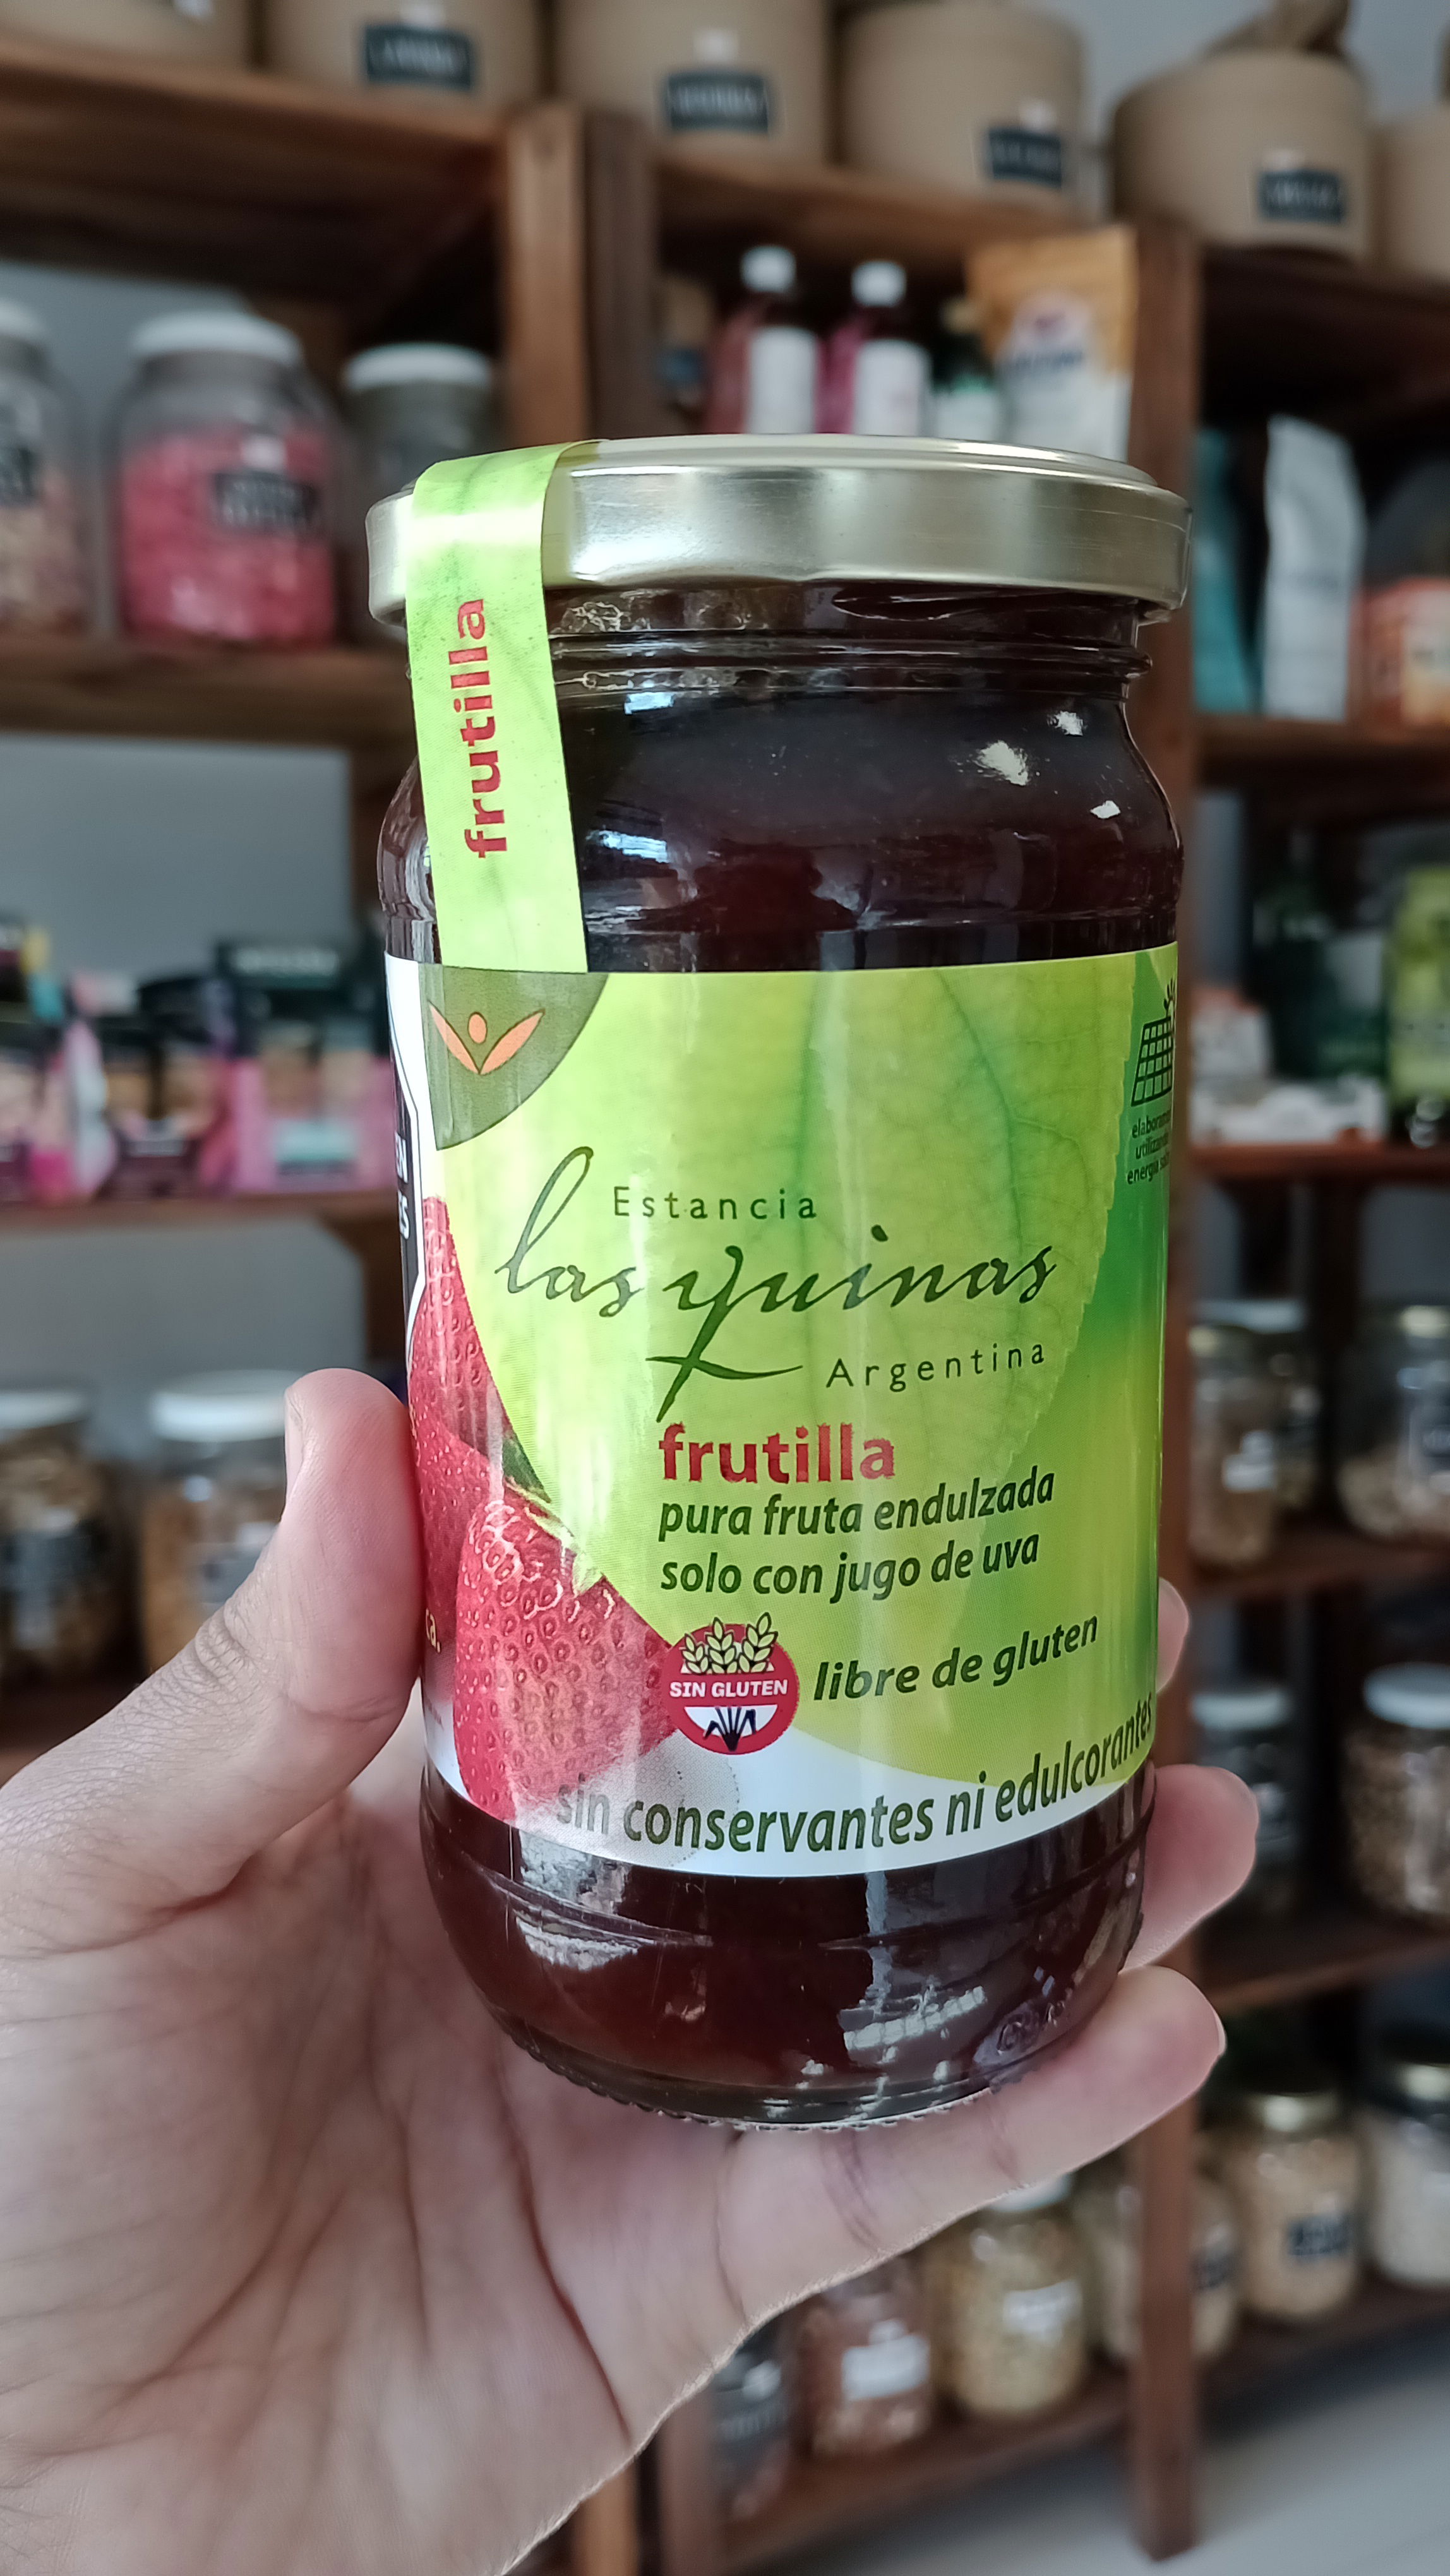 frutilla
Estancia
las quinas
Argentina
frutilla
pura fruta endulzada
solo con jugo de uva
SIN GLUTEN
libre de gluten
sin conservantes ni edulcorantes